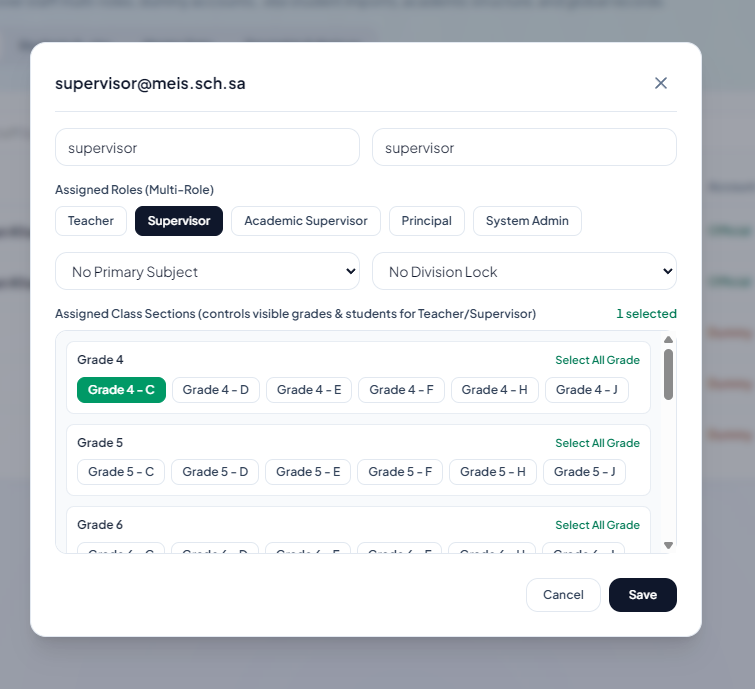 supervisor@meis.sch.sa
supervisor supervisor
Assigned Roles (Multi-Role)
Teacher Supervisor Academic Supervisor Principal System Admin
No Primary Subject No Division Lock
Assigned Class Sections (controls visible grades & students for Teacher/Supervisor) 1 selected
Grade 4 Select All Grade
Grade 4 - C Grade 4 - D Grade 4 - E Grade 4 - F Grade 4 - H Grade 4 - J
Grade 5 Select All Grade
Grade 5 - C Grade 5 - D Grade 5 - E Grade 5 - F Grade 5 - H Grade 5 - J
Grade 6 Select All Grade
Cancel Save